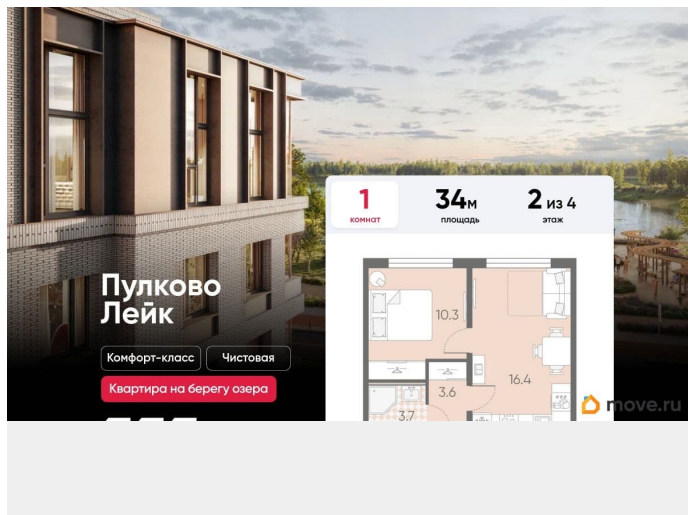 1
комнат
34м
площадь
2 из 4
этаж
Пулково
Лейк
Комфорт-класс
Чистовая
Квартира на берегу озера
10.3
16.4
3.6
3.7
move.ru